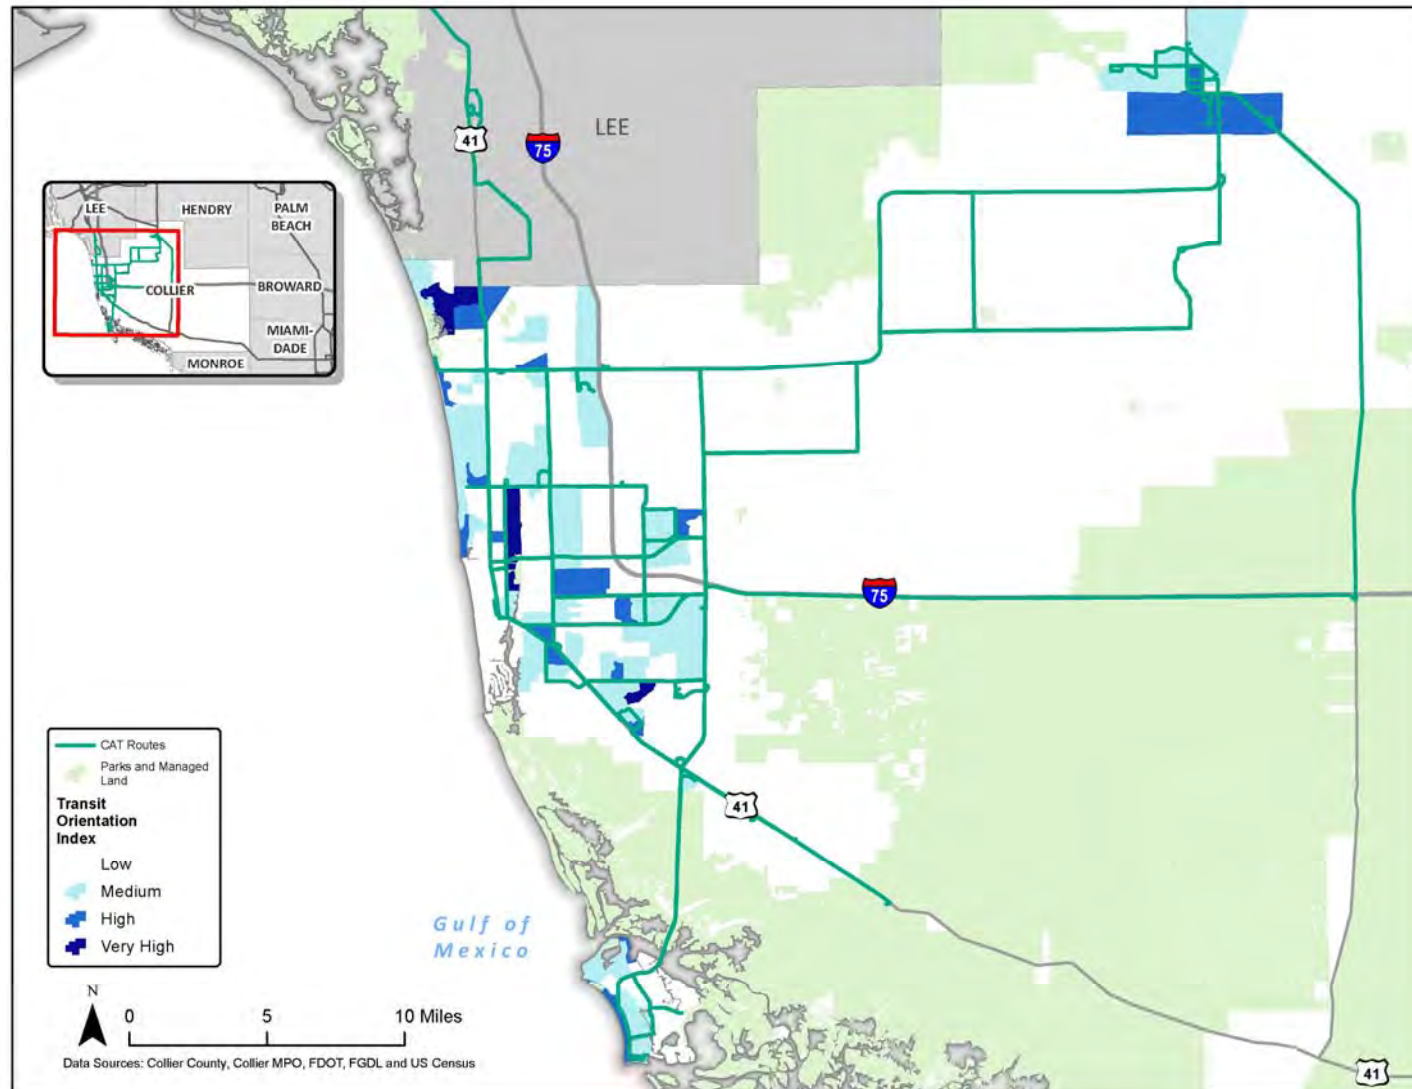 LEE
41
75
LEE
HENDRY
PALM
BEACH
COLLIER
BROWARD
MIAMI-
DADE
MONROE
75
41
CAT Routes
Parks and Managed
Land
Transit
Orientation
Index
Low
Medium
High
Very High
Gulf of
Mexico
N
0 5 10 Miles
Data Sources: Collier County, Collier MPO, FDOT, FGDL and US Census
41